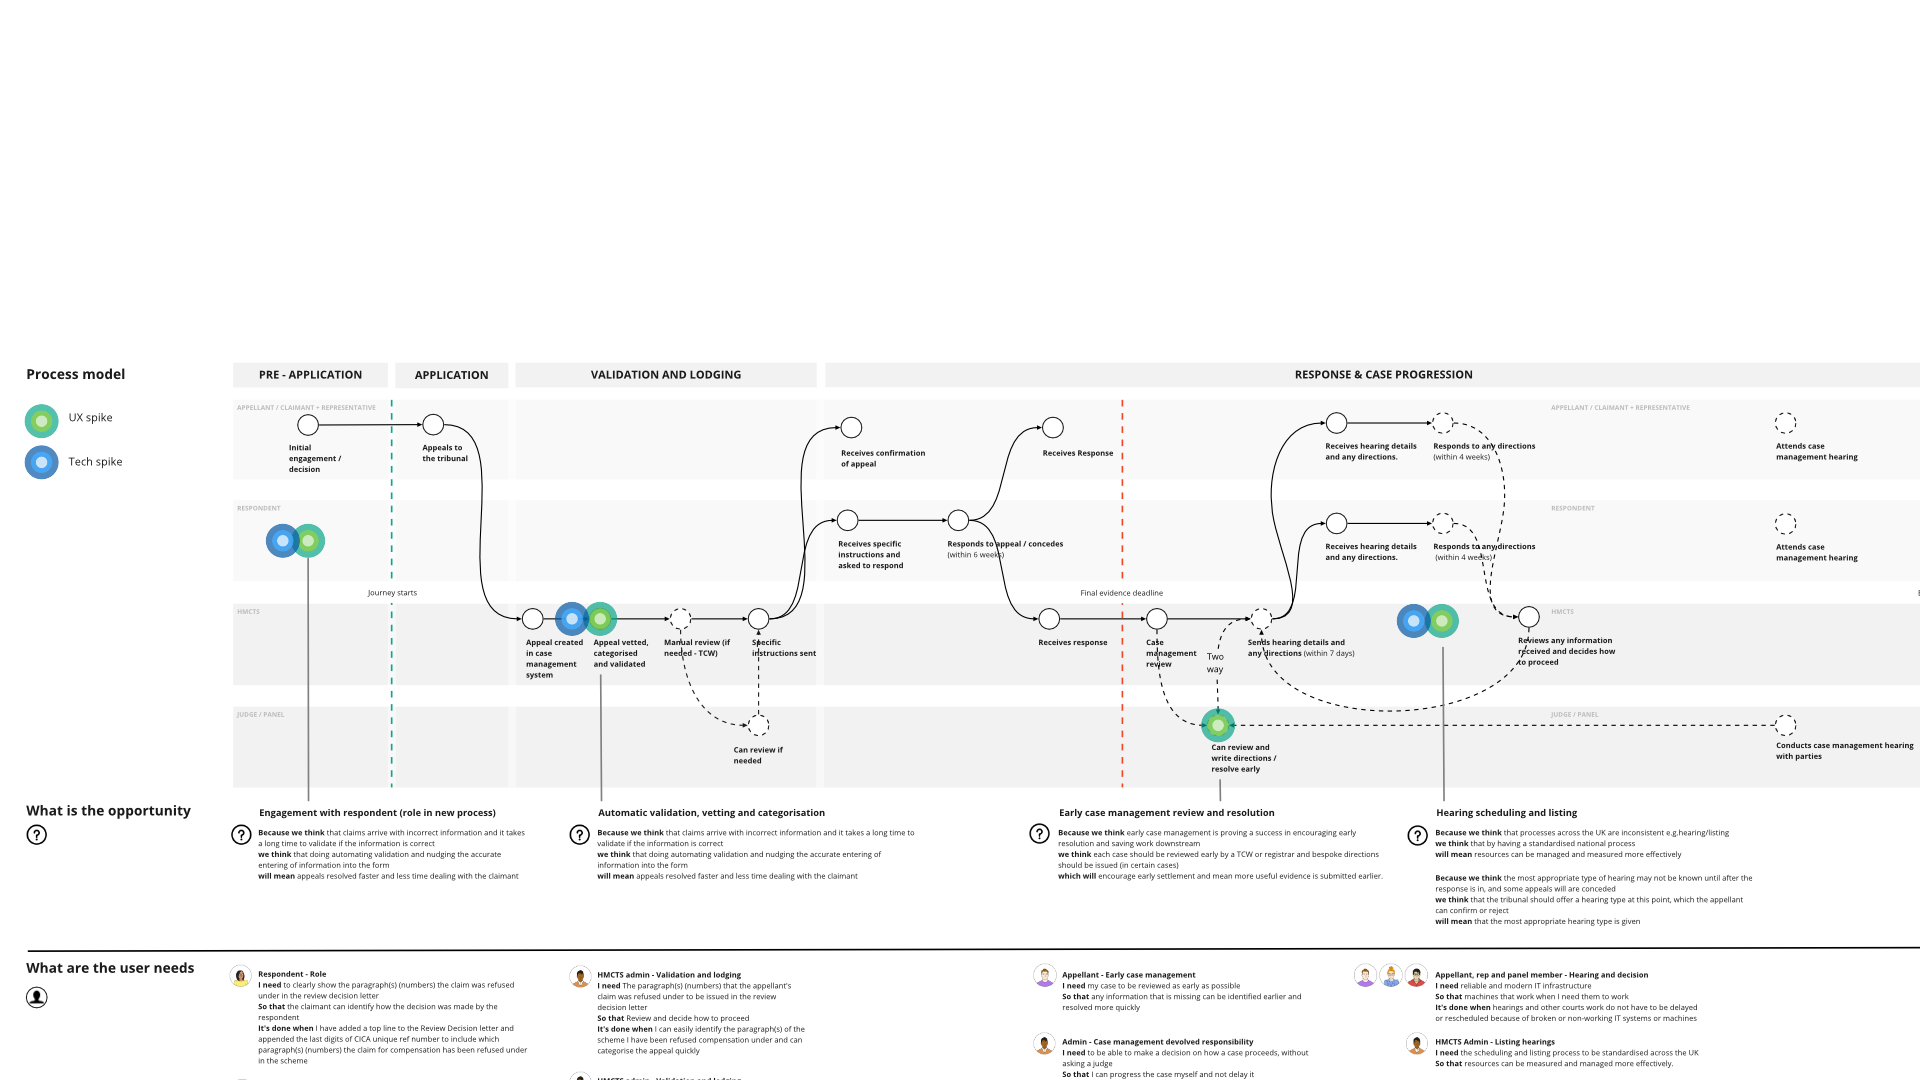 Process model
UX spike
Tech spike
PRE - APPLICATION
APPLICATION
VALIDATION AND LODGING
RESPONSE & CASE PROGRESSION
APPELLANT / CLAIMANT + REPRESENTATIVE
APPELLANT / CLAIMANT + REPRESENTATIVE
Initial
engagement /
decision
Appeals to
the tribunal
Receives confirmation
of appeal
Receives Response
Receives hearing details
and any directions.
Responds to any directions
(within 4 weeks)
Attends case
management hearing
RESPONDENT
RESPONDENT
Receives specific
instructions and
asked to respond
Responds to appeal / concedes
(within 6 weeks)
Receives hearing details
and any directions.
Responds to any directions
(within 4 weeks)
Attends case
management hearing
Journey starts
Final evidence deadline
HMCTS
HMCTS
Appeal created
in case
management
system
Appeal vetted,
categorised
and validated
Manual review (if
needed - TCW)
Specific
instructions sent
Receives response
Case
management
review
Two
way
Sends hearing details and
any directions (within 7 days)
Reviews any information
received and decides how
to proceed
JUDGE / PANEL
JUDGE / PANEL
Can review if
needed
Can review and
write directions /
resolve early
Conducts case management hearing
with parties
What is the opportunity
Engagement with respondent (role in new process)
Because we think that claims arrive with incorrect information and it takes
a long time to validate if the information is correct
we think that doing automating validation and nudging the accurate
entering of information into the form
will mean appeals resolved faster and less time dealing with the claimant
Automatic validation, vetting and categorisation
Because we think that claims arrive with incorrect information and it takes a long time to
validate if the information is correct
we think that doing automating validation and nudging the accurate entering of
information into the form
will mean appeals resolved faster and less time dealing with the claimant
Early case management review and resolution
Because we think early case management is proving a success in encouraging early
resolution and saving work downstream
we think each case should be reviewed early by a TCW or registrar and bespoke directions
should be issued (in certain cases)
which will encourage early settlement and mean more useful evidence is submitted earlier.
Hearing scheduling and listing
Because we think that processes across the UK are inconsistent e.g.hearing/listing
we think that by having a standardised national process
will mean resources can be managed and measured more effectively
Because we think the most appropriate type of hearing may not be known until after the
response is in, and some appeals will are conceded
we think that the tribunal should offer a hearing type at this point, which the appellant
can confirm or reject
will mean that the most appropriate hearing type is given
What are the user needs
Respondent - Role
I need to clearly show the paragraph(s) (numbers) the claim was refused
under in the review decision letter
So that the claimant can identify how the decision was made by the
respondent
It's done when I have added a top line to the Review Decision letter and
appended the last digits of CICA unique ref number to include which
paragraph(s) (numbers) the claim for compensation has been refused under
in the scheme
HMCTS admin - Validation and lodging
I need The paragraph(s) (numbers) that the appellant's
claim was refused under to be issued in the review
decision letter
So that Review and decide how to proceed
It's done when I can easily identify the paragraph(s) of the
scheme I have been refused compensation under and can
categorise the appeal quickly
HMCTS admin - Validation and lodging
Appellant - Early case management
I need my case to be reviewed as early as possible
So that any information that is missing can be identified earlier and
resolved more quickly
Admin - Case management devolved responsibility
I need to be able to make a decision on how a case proceeds, without
asking a judge
So that I can progress the case myself and not delay it
Appellant, rep and panel member - Hearing and decision
I need reliable and modern IT infrastructure
So that machines that work when I need them to work
It's done when hearings and other courts work do not have to be delayed
or rescheduled because of broken or non-working IT systems or machines
HMCTS Admin - Listing hearings
I need the scheduling and listing process to be standardised across the UK
So that resources can be measured and managed more effectively.